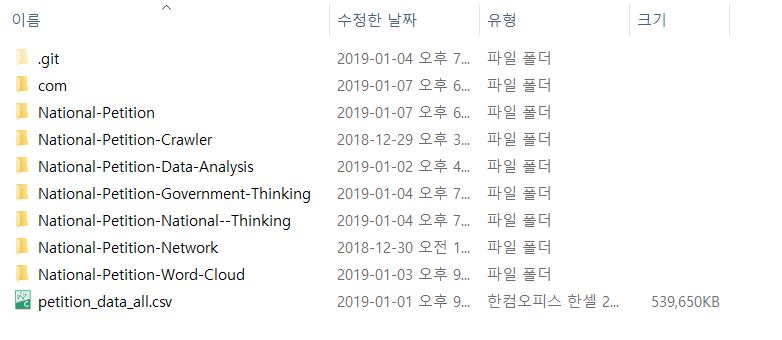 이름 수정한 날짜 유형 크기
.git 2019-01-04 오후 7... 파일 폴더
com 2019-01-07 오후 6... 파일 폴더
National-Petition 2019-01-07 오후 6... 파일 폴더
National-Petition-Crawler 2018-12-29 오후 3... 파일 폴더
National-Petition-Data-Analysis 2019-01-02 오후 4... 파일 폴더
National-Petition-Government-Thinking 2019-01-04 오후 7... 파일 폴더
National-Petition-National--Thinking 2019-01-04 오후 7... 파일 폴더
National-Petition-Network 2018-12-30 오전 1... 파일 폴더
National-Petition-Word-Cloud 2019-01-03 오후 9... 파일 폴더
petition_data_all.csv 2019-01-01 오후 9... 한컴오피스 한셀 2... 539,650KB